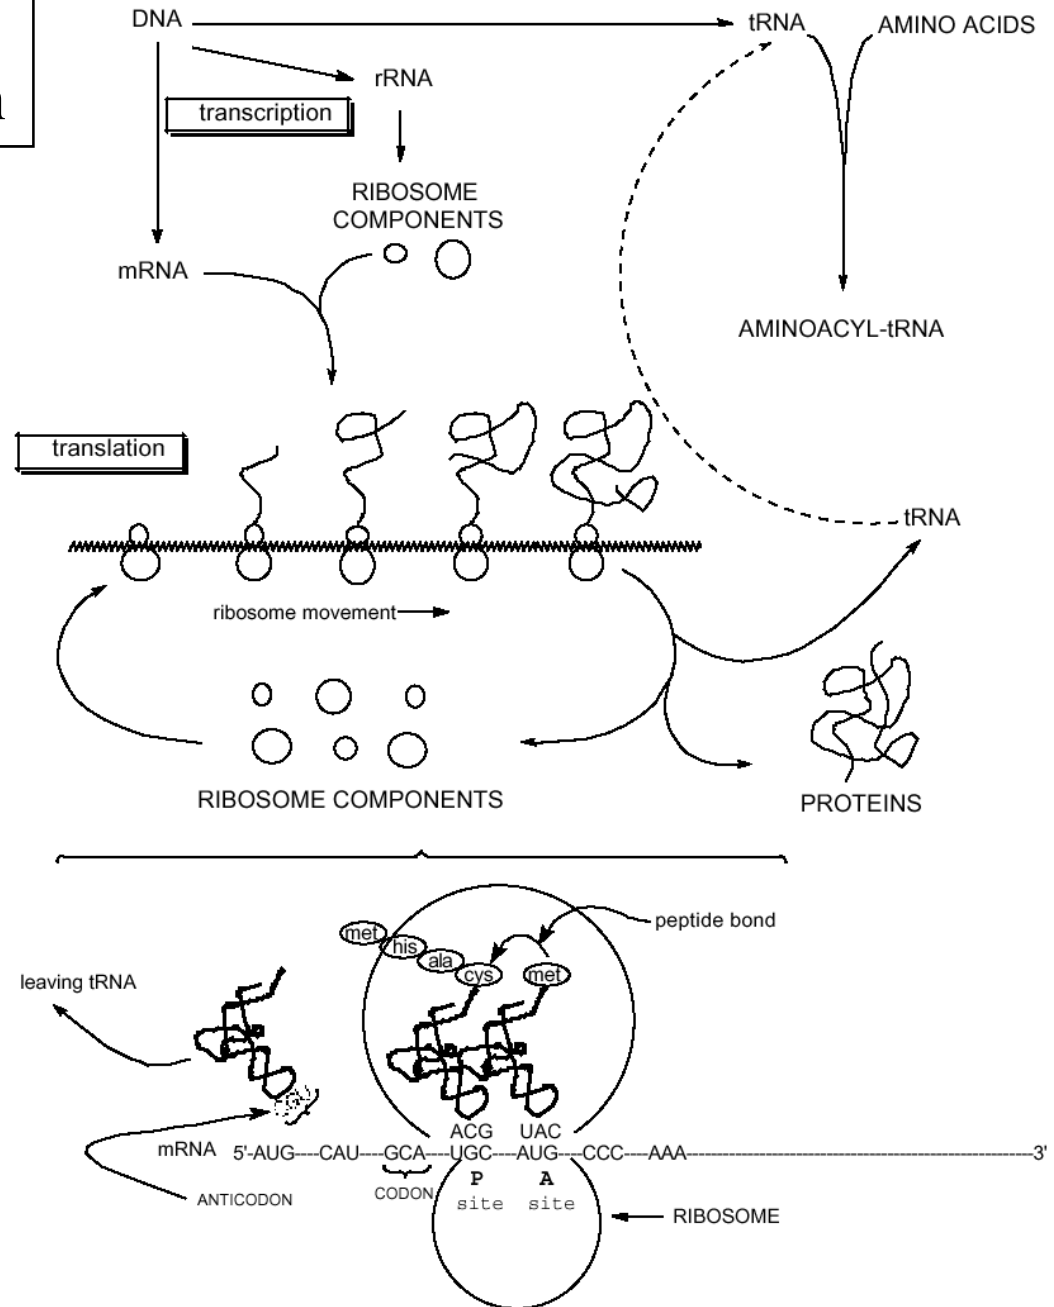 DNA
tRNA
AMINO ACIDS
rRNA
transcription
RIBOSOME
COMPONENTS
mRNA
AMINOACYL-tRNA
translation
tRNA
ribosome movement
RIBOSOME COMPONENTS
PROTEINS
peptide bond
met
his
ala
cys
met
leaving tRNA
ACG UAC
mRNA 5'-AUG----CAU----GCA---UGC---AUG---CCC---AAA---3'
P A
CODON
site site
ANTICODON
RIBOSOME